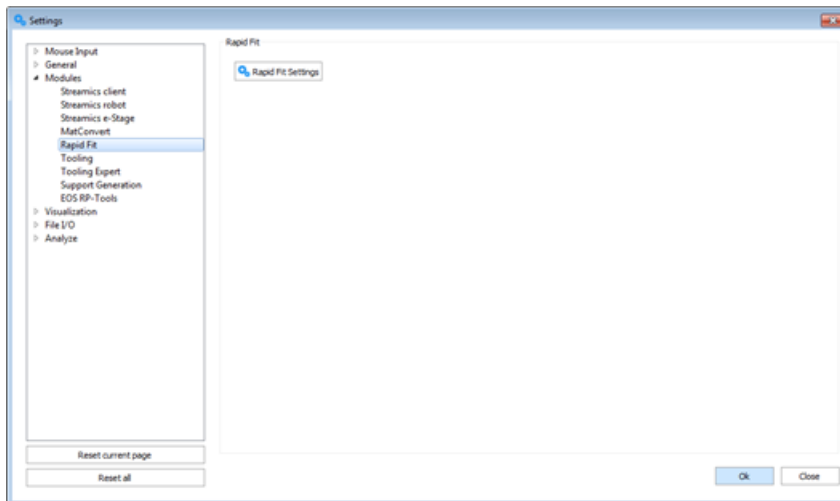 Settings
Mouse Input
General
Modules
Streamics client
Streamics robot
Streamics e-Stage
MatConvert
Rapid Fit
Tooling
Tooling Expert
Support Generation
EOS RP-Tools
Visualization
File I/O
Analyze
Reset current page
Reset all
Rapid Fit
Rapid Fit Settings
Ok
Close